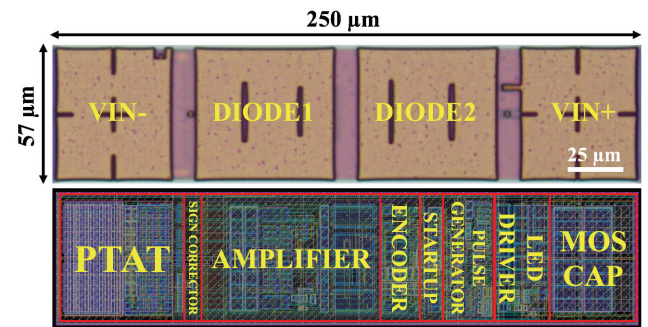 250 µm
57 µm
VIN-
DIODE1
DIODE2
VIN+
25 µm
PTAT
SIGN CORRECTOR
AMPLIFIER
ENCODER
STARTUP
PULSE
GENERATOR
LED
DRIVER
MOS
CAP